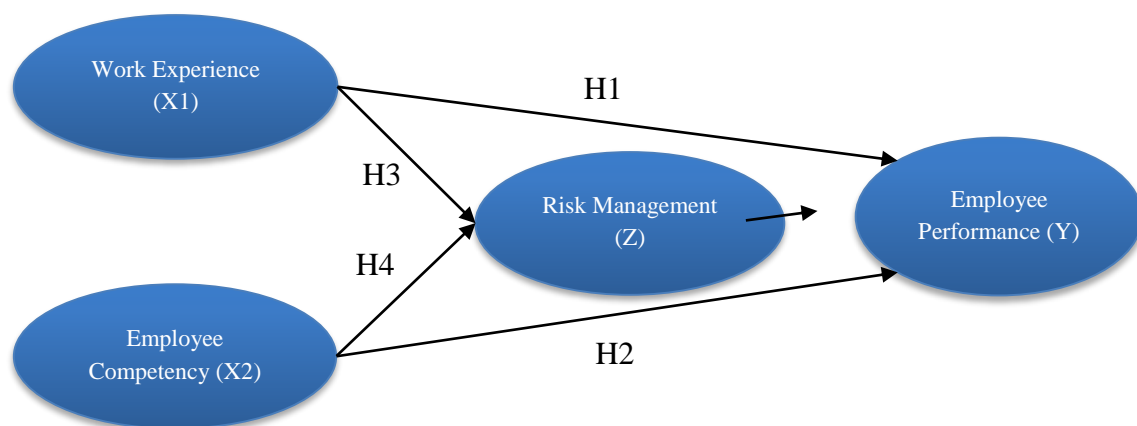 Work Experience
(X1)
H1
H3
Risk Management
(Z)
Employee
Performance (Y)
H4
Employee
Competency (X2)
H2